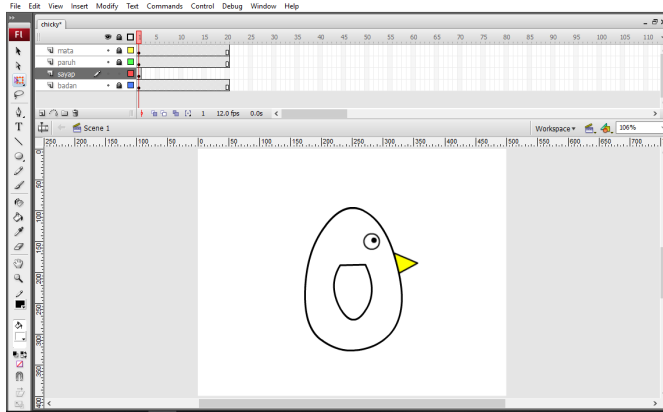 File Edit View Insert Modify Text Commands Control Debug Window Help
chicky*
Fl
5 10 15 20 25 30 35 40 45 50 55 60 65 70 75 80 85 90 95 100 105 110
mata
paruh
sayap
badan
1 12.0 fps 0.0s
Scene 1 Workspace 106%
250 200 150 100 50 0 50 100 150 200 250 300 350 400 450 500 550 600 650 700
0
50
100
150
200
250
300
350
400